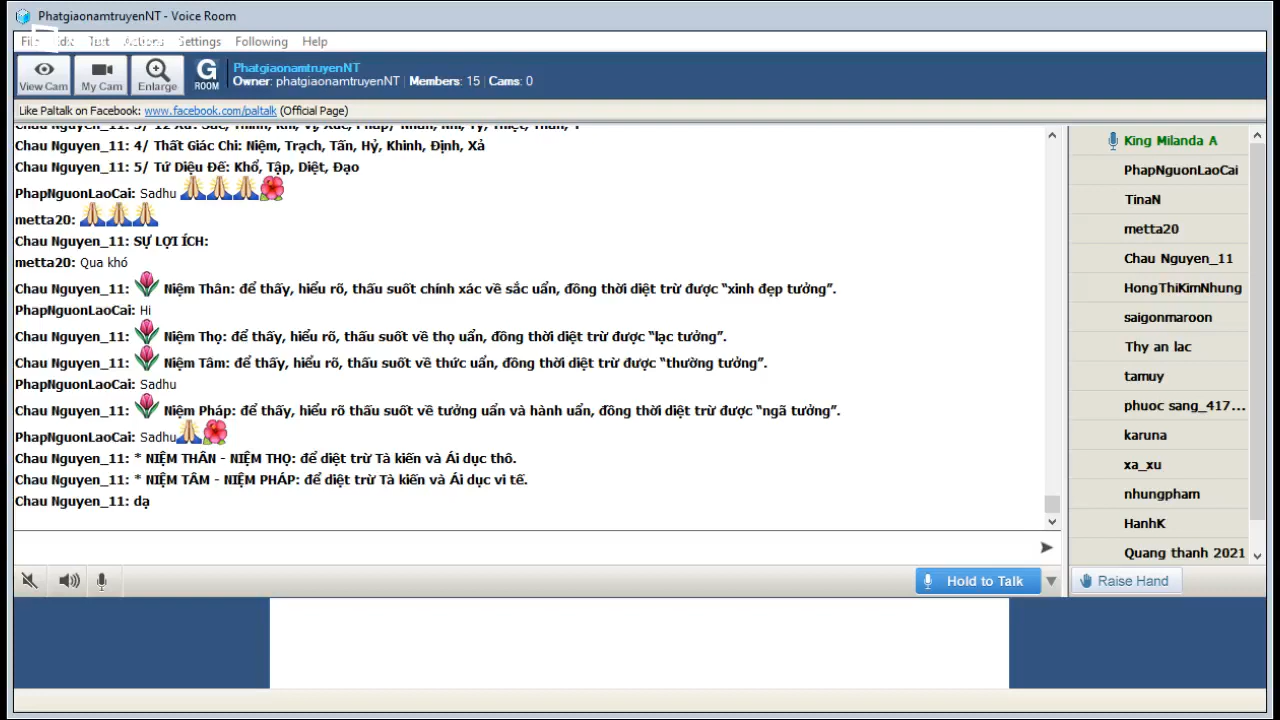 PhatgiaonamtruyenNT - Voice Room
Text Actions Settings Following Help
View Cam
My Cam
Enlarge
G
ROOM
PhatgiaonamtruyenNT
Owner: phatgiaonamtruyenNT | Members: 15 | Cams: 0
Like Paltalk on Facebook: www.facebook.com/paltalk (Official Page)
Chau Nguyen_11: 4/ Thất Giác Chi: Niệm, Trạch, Tấn, Hỷ, Khinh, Định, Xả
Chau Nguyen_11: 5/ Tứ Diệu Đế: Khổ, Tập, Diệt, Đạo
PhapNguonLaoCai: Sadhu
metta20:
Chau Nguyen_11: SỰ LỢI ÍCH:
metta20: Qua khó
Chau Nguyen_11: Niệm Thân: để thấy, hiểu rõ, thấu suốt chính xác về sắc uẩn, đồng thời diệt trừ được “xinh đẹp tưởng”.
PhapNguonLaoCai: Hi
Chau Nguyen_11: Niệm Thọ: để thấy, hiểu rõ, thấu suốt về thọ uẩn, đồng thời diệt trừ được “lạc tưởng”.
Chau Nguyen_11: Niệm Tâm: để thấy, hiểu rõ, thấu suốt về thức uẩn, đồng thời diệt trừ được “thường tưởng”.
PhapNguonLaoCai: Sadhu
Chau Nguyen_11: Niệm Pháp: để thấy, hiểu rõ thấu suốt về tưởng uẩn và hành uẩn, đồng thời diệt trừ được “ngã tưởng”.
PhapNguonLaoCai: Sadhu
Chau Nguyen_11: * NIỆM THÂN - NIỆM THỌ: để diệt trừ Tà kiến và Ái dục thô.
Chau Nguyen_11: * NIỆM TÂM - NIỆM PHÁP: để diệt trừ Tà kiến và Ái dục vi tế.
Chau Nguyen_11: dạ
King Milanda A
PhapNguonLaoCai
TinaN
metta20
Chau Nguyen_11
HongThiKimNhung
saigonmaroon
Thy an lac
tamuy
phuoc sang_417...
karuna
xa_xu
nhungpham
HanhK
Quang thanh 2021
Hold to Talk
Raise Hand